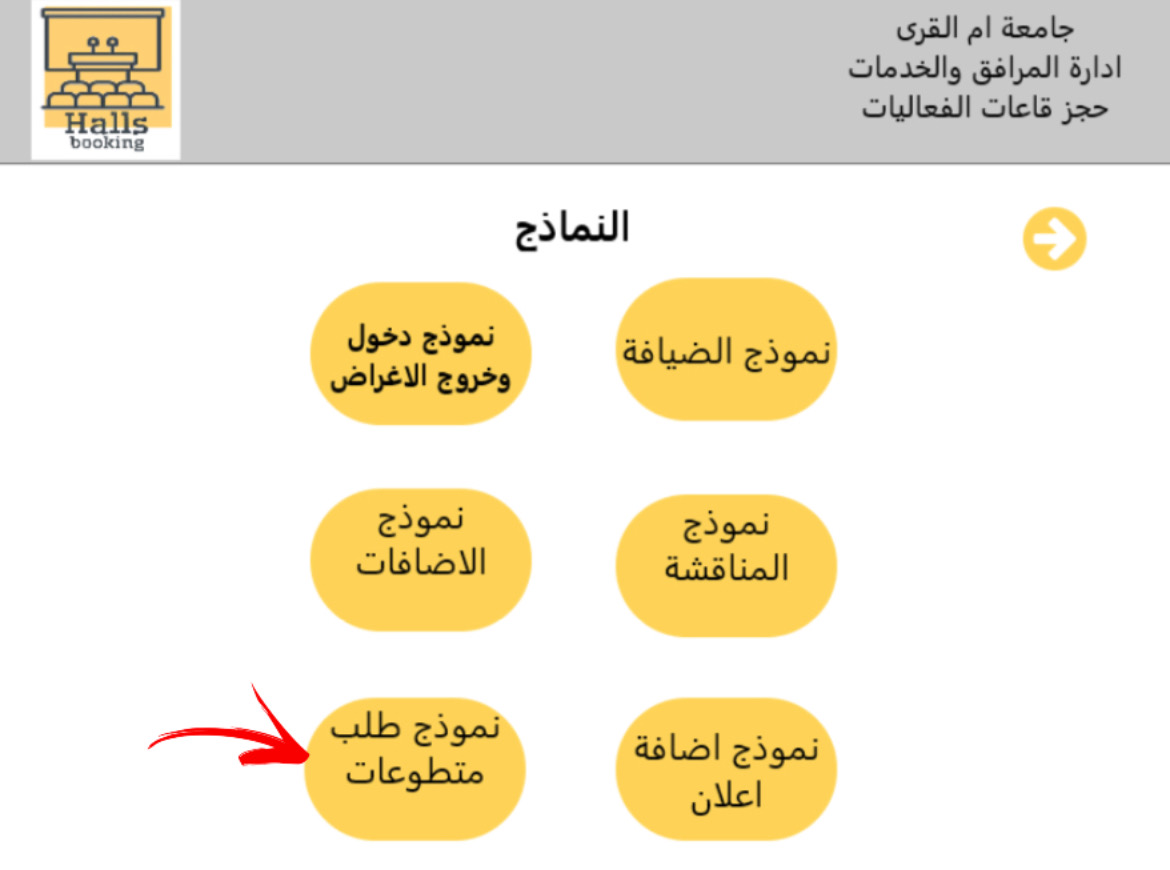 جامعة ام القرى
ادارة المرافق والخدمات
حجز قاعات الفعاليات
Halls
booking
النماذج
نموذج الضيافة
نموذج دخول
وخروج الاغراض
نموذج
المناقشة
نموذج
الاضافات
نموذج اضافة
اعلان
نموذج طلب
متطوعات